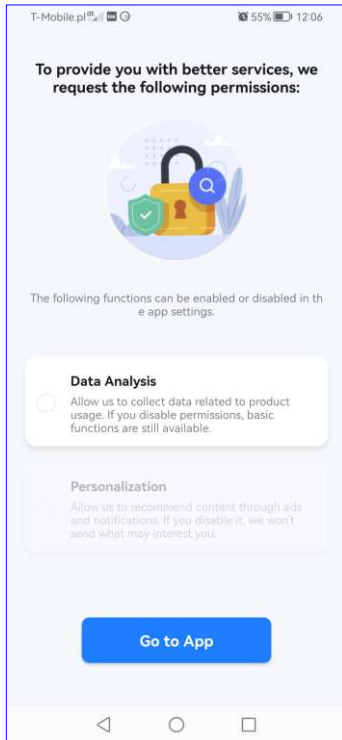 T-Mobile.pl 55% 12:06
To provide you with better services, we
request the following permissions:
The following functions can be enabled or disabled in th
e app settings.
Data Analysis
Allow us to collect data related to product
usage. If you disable permissions, basic
functions are still available.
Personalization
Allow us to recommend content through ads
and notifications. If you disable it, we won't
send what may interest you.
Go to App